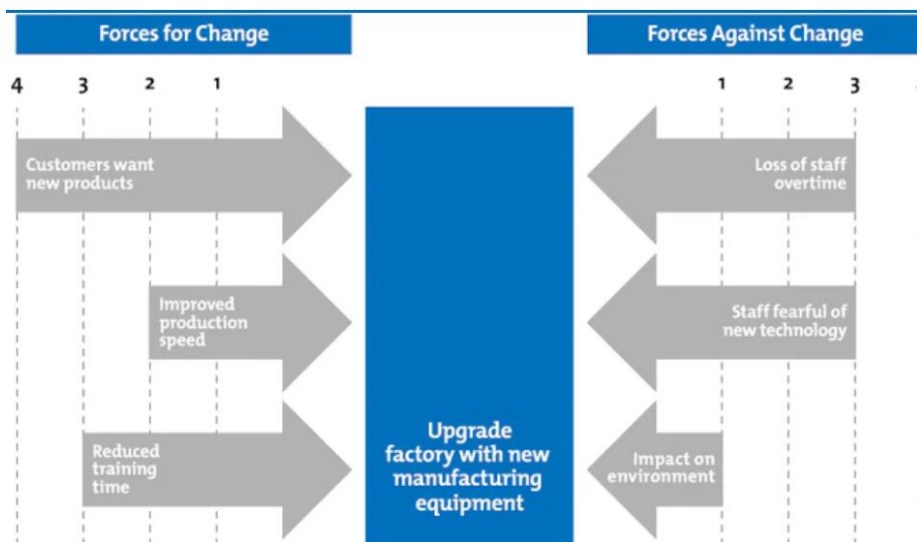 Forces for Change
Forces Against Change
4 3 2 1
1 2 3
Customers want
new products
Loss of staff
overtime
Improved
production
speed
Staff fearful of
new technology
Reduced
training
time
Upgrade
factory with new
manufacturing
equipment
Impact on
environment